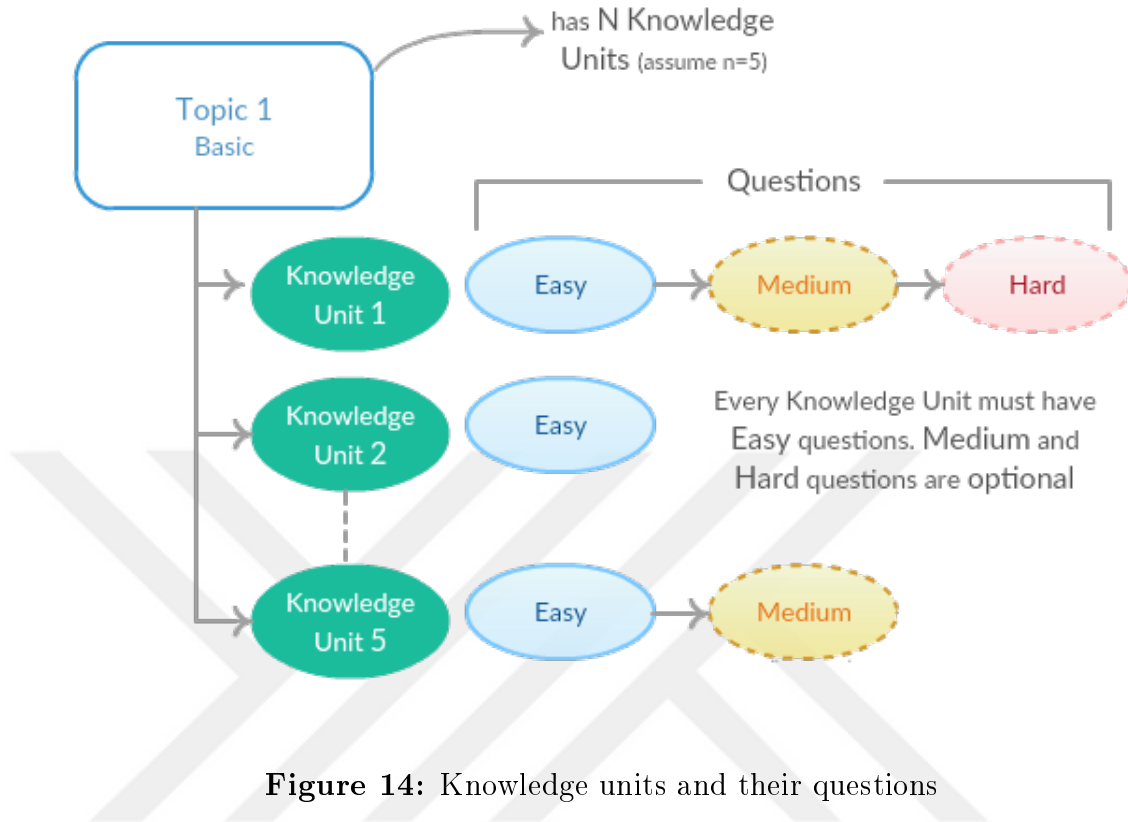 has N Knowledge
Units (assume n=5)
Topic 1
Basic
Questions
Knowledge
Unit 1
Easy
Medium
Hard
Knowledge
Unit 2
Easy
Every Knowledge Unit must have
Easy questions. Medium and
Hard questions are optional
Knowledge
Unit 5
Easy
Medium
Figure 14: Knowledge units and their questions